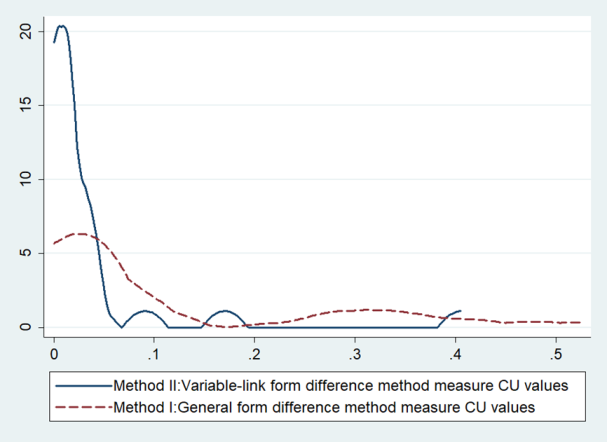 20
15
10
5
0
0 .1 .2 .3 .4 .5
Method II:Variable-link form difference method measure CU values
Method I:General form difference method measure CU values